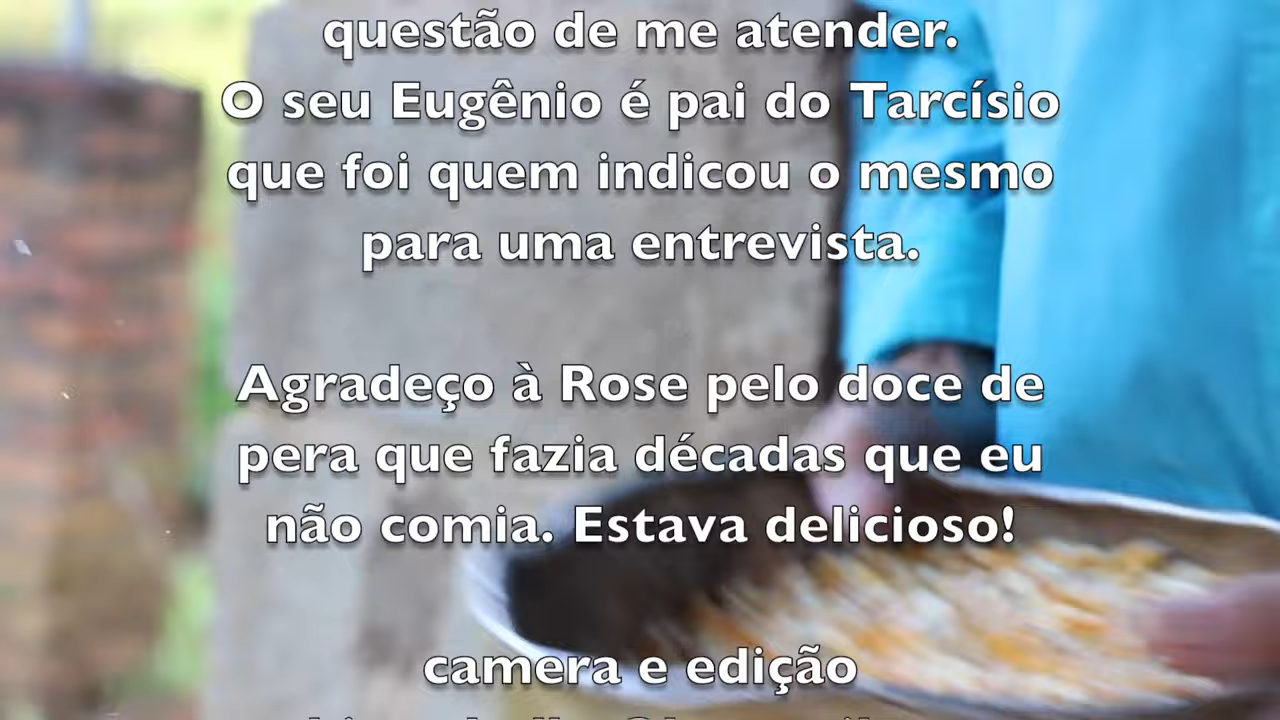 questão de me atender.
O seu Eugênio é pai do Tarcísio
que foi quem indicou o mesmo
para uma entrevista.
Agradeço à Rose pelo doce de
pera que fazia décadas que eu
não comia. Estava delicioso!
camera e edição